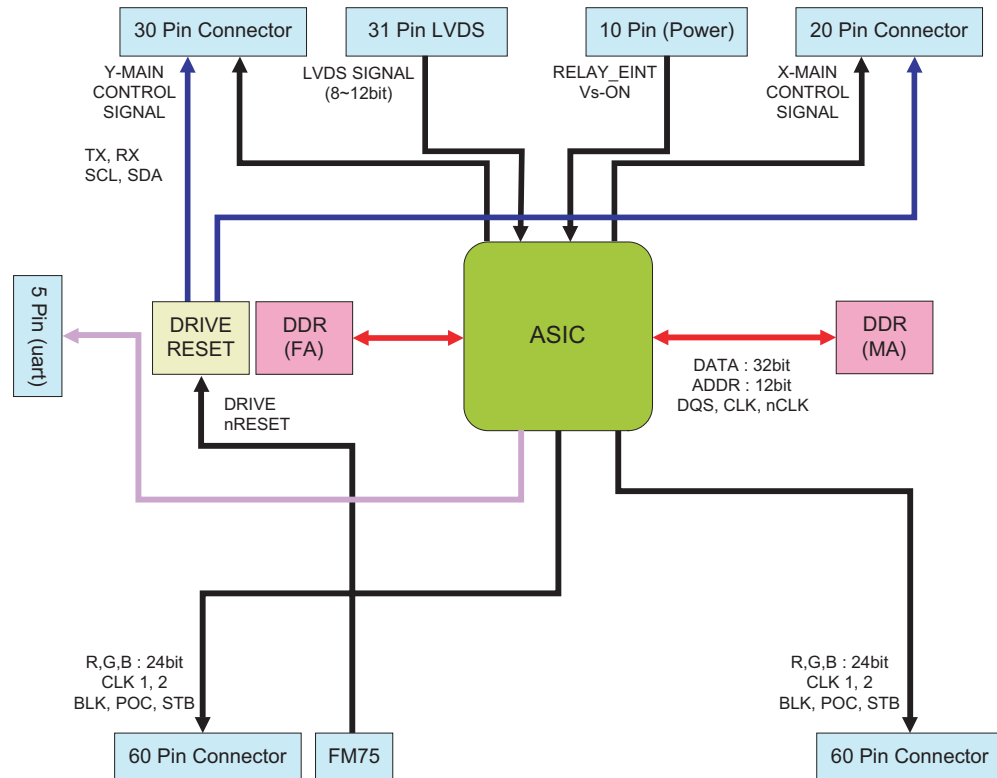 30 Pin Connector
31 Pin LVDS
10 Pin (Power)
20 Pin Connector
Y-MAIN
CONTROL
SIGNAL
TX, RX
SCL, SDA
LVDS SIGNAL
(8~12bit)
RELAY_EINT
Vs-ON
X-MAIN
CONTROL
SIGNAL
5 Pin (uart)
DRIVE
RESET
DDR
(FA)
ASIC
DDR
(MA)
DATA : 32bit
ADDR : 12bit
DQS, CLK, nCLK
DRIVE
nRESET
R,G,B : 24bit
CLK 1, 2
BLK, POC, STB
R,G,B : 24bit
CLK 1, 2
BLK, POC, STB
60 Pin Connector
FM75
60 Pin Connector